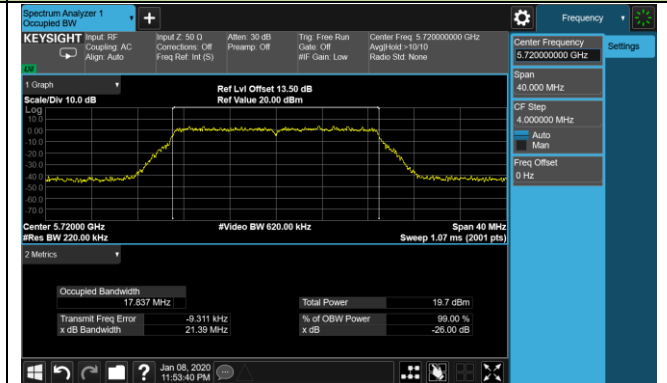 Spectrum Analyzer 1
Occupied BW
KEYSIGHT
Input: RF
Coupling: AC
Align: Auto
Input Z: 50 Ω
Corrections: Off
Freq Ref: Int (S)
Atten: 30 dB
Preamp: Off
Trig: Free Run
Gate: Off
#IF Gain: Low
Center Freq: 5.720000000 GHz
Avg|Hold:>10/10
Radio Std: None
1 Graph
Scale/Div 10.0 dB
Ref Lvl Offset 13.50 dB
Ref Value 20.00 dBm
Log
10.0
0.00
-10.0
-20.0
-30.0
-40.0
-50.0
-60.0
-70.0
Center 5.72000 GHz
#Res BW 220.00 kHz
#Video BW 620.00 kHz
Span 40 MHz
Sweep 1.07 ms (2001 pts)
2 Metrics
Occupied Bandwidth
17.837 MHz
Transmit Freq Error -9.311 kHz
x dB Bandwidth 21.39 MHz
Total Power 19.7 dBm
% of OBW Power 99.00 %
x dB -26.00 dB
Jan 08, 2020
11:53:40 PM
Frequency
Settings
Center Frequency
5.720000000 GHz
Span
40.000 MHz
CF Step
4.000000 MHz
Auto
Man
Freq Offset
0 Hz